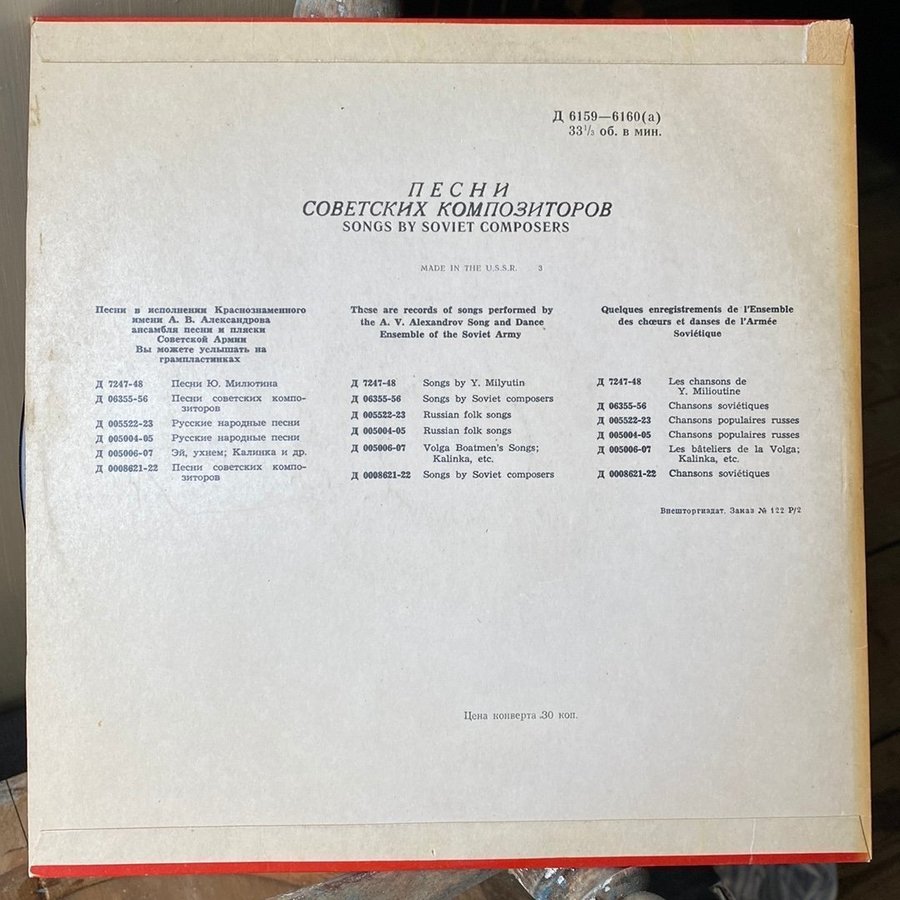 Д 6159—6160(а)
33⅓ об. в мин.
ПЕСНИ
СОВЕТСКИХ КОМПОЗИТОРОВ
SONGS BY SOVIET COMPOSERS
MADE IN THE U.S.S.R. 3
Песни в исполнении Краснознаменного
имени А. В. Александрова
ансамбля песни и пляски
Советской Армии
Вы можете услышать на
грампластинках
Д 7247-48 Песни Ю. Милютина
Д 06355-56 Песни советских компо-
зиторов
Д 005522-23 Русские народные песни
Д 005004-05 Русские народные песни
Д 005006-07 Эй, ухнем; Калинка и др.
Д 0008621-22 Песни советских компо-
зиторов
These are records of songs performed by
the A. V. Alexandrov Song and Dance
Ensemble of the Soviet Army
Д 7247-48 Songs by Y. Milyutin
Д 06355-56 Songs by Soviet composers
Д 005522-23 Russian folk songs
Д 005004-05 Russian folk songs
Д 005006-07 Volga Boatmen's Songs;
Kalinka, etc.
Д 0008621-22 Songs by Soviet composers
Quelques enregistrements de l'Ensemble
des chœurs et danses de l'Armée
Soviétique
Д 7247-48 Les chansons de
Y. Milioutine
Д 06355-56 Chansons soviétiques
Д 005522-23 Chansons populaires russes
Д 005004-05 Chansons populaires russes
Д 005006-07 Les bâteliers de la Volga;
Kalinka, etc.
Д 0008621-22 Chansons soviétiques
Внешторгиздат. Заказ № 122 Р/2
Цена конверта 30 коп.